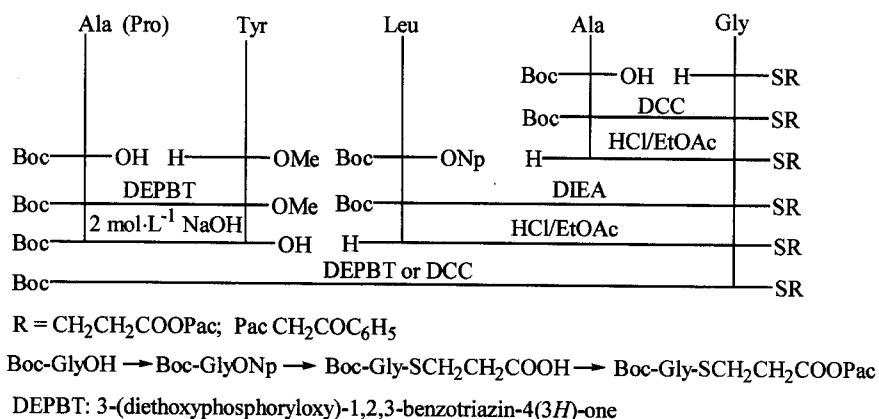 Ala (Pro) Tyr Leu Ala Gly
Boc OH H SR
DCC
Boc SR
HCl/EtOAc
Boc OH H OMe Boc ONp H SR
DEPBT DIEA
Boc OMe Boc SR
2 mol·L⁻¹ NaOH HCl/EtOAc
Boc OH H SR
DEPBT or DCC
Boc SR
R = CH₂CH₂COOPac; Pac CH₂COC₆H₅
Boc-GlyOH → Boc-GlyONp → Boc-Gly-SCH₂CH₂COOH → Boc-Gly-SCH₂CH₂COOPac
DEPBT: 3-(diethoxyphosphoryloxy)-1,2,3-benzotriazin-4(3H)-one